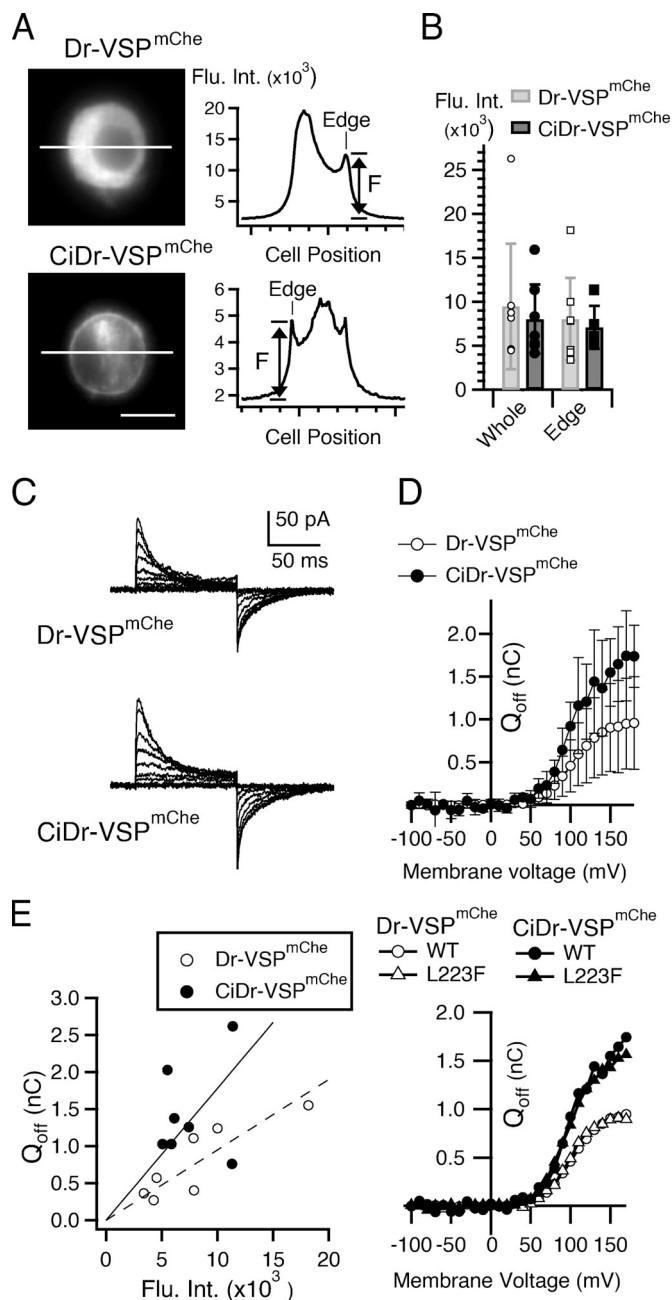 A
Dr-VSP^mChe
Flu. Int. (x10^3)
20
15
10
5
0
Edge
F
Cell Position
CiDr-VSP^mChe
6
5
4
3
2
Edge
F
Cell Position
B
Flu. Int.
(x10^3)
Dr-VSP^mChe
CiDr-VSP^mChe
25
20
15
10
5
0
Whole
Edge
C
50 pA
50 ms
Dr-VSP^mChe
CiDr-VSP^mChe
D
Dr-VSP^mChe
CiDr-VSP^mChe
2.0
1.5
1.0
0.5
Q_off (nC)
-100 -50 0 50 100 150
Membrane voltage (mV)
E
Dr-VSP^mChe
CiDr-VSP^mChe
3.0
2.5
2.0
1.5
1.0
0.5
0.0
Q_off (nC)
0 5 10 15 20
Flu. Int. (x10^3)
Dr-VSP^mChe CiDr-VSP^mChe
WT WT
L223F L223F
2.0
1.5
1.0
0.5
Q_off (nC)
-100 -50 0 50 100 150
Membrane Voltage (mV)